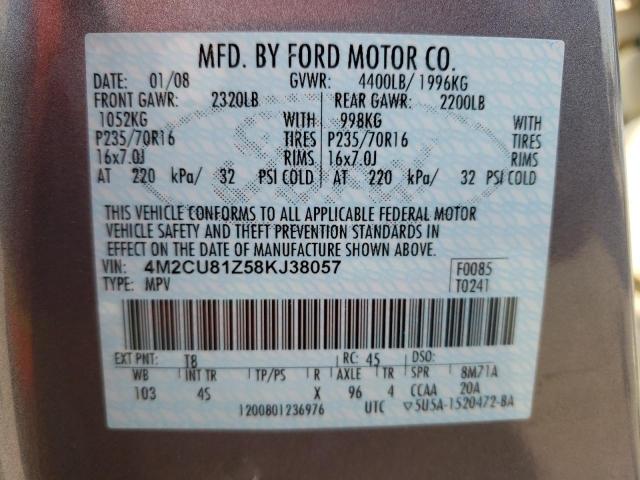 MFD. BY FORD MOTOR CO.
DATE: 01/08 GVWR: 4400LB/ 1996KG
FRONT GAWR: 2320LB REAR GAWR: 2200LB
1052KG WITH 998KG WITH
P235/70R16 TIRES P235/70R16 TIRES
16x7.0J RIMS 16x7.0J RIMS
AT 220 kPa/ 32 PSI COLD AT 220 kPa/ 32 PSI COLD
THIS VEHICLE CONFORMS TO ALL APPLICABLE FEDERAL MOTOR
VEHICLE SAFETY AND THEFT PREVENTION STANDARDS IN
EFFECT ON THE DATE OF MANUFACTURE SHOWN ABOVE.
VIN: 4M2CU81Z58KJ38057 F0085
TYPE: MPV T0241
EXT PNT: T8 RC: 45 DSO:
WB INT TR TP/PS R AXLE TR SPR 8M71A
103 4S X 96 4 CCAA 20A
1200801236976 UTC ▽5U5A-1520472-BA